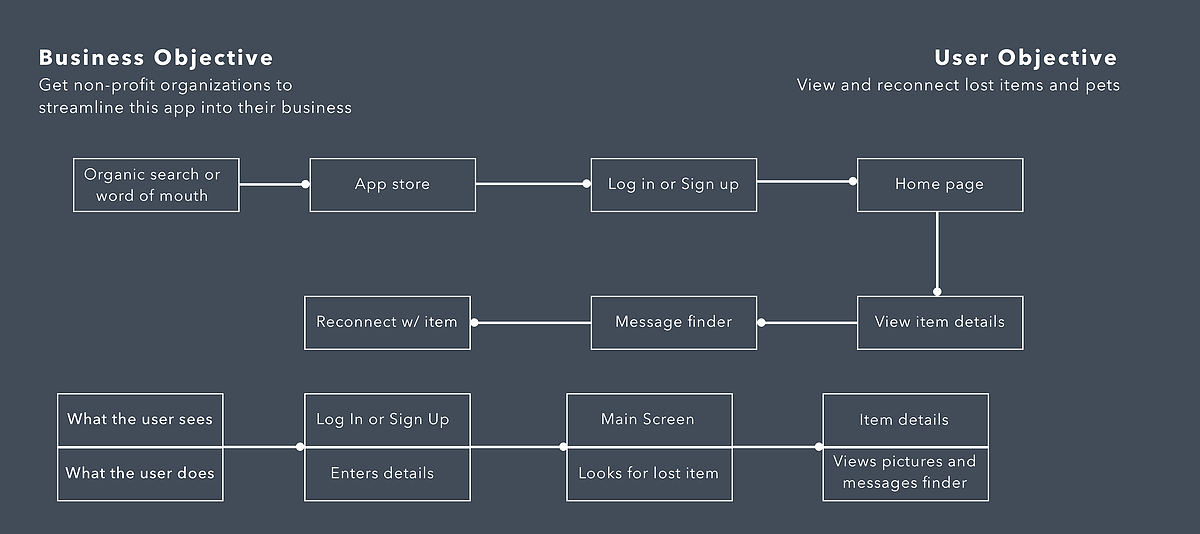 Business Objective
Get non-profit organizations to
streamline this app into their business
User Objective
View and reconnect lost items and pets
Organic search or
word of mouth
App store
Log in or Sign up
Home page
Reconnect w/ item
Message finder
View item details
What the user sees
What the user does
Log In or Sign Up
Enters details
Main Screen
Looks for lost item
Item details
Views pictures and
messages finder